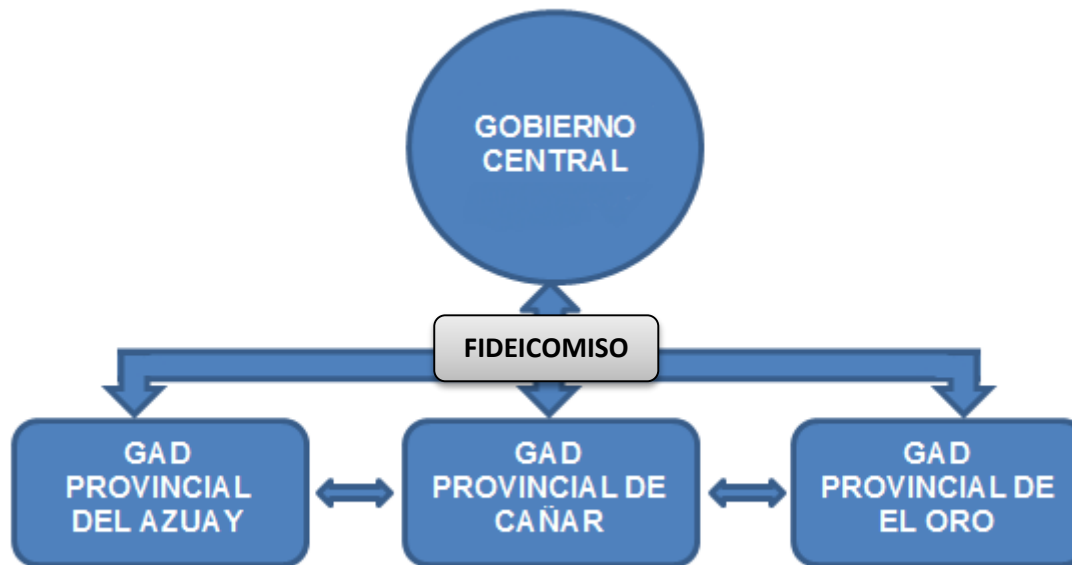 GOBIERNO
CENTRAL
FIDEICOMISO
GAD
PROVINCIAL
DEL AZUAY
GAD
PROVINCIAL DE
CAÑAR
GAD
PROVINCIAL DE
EL ORO